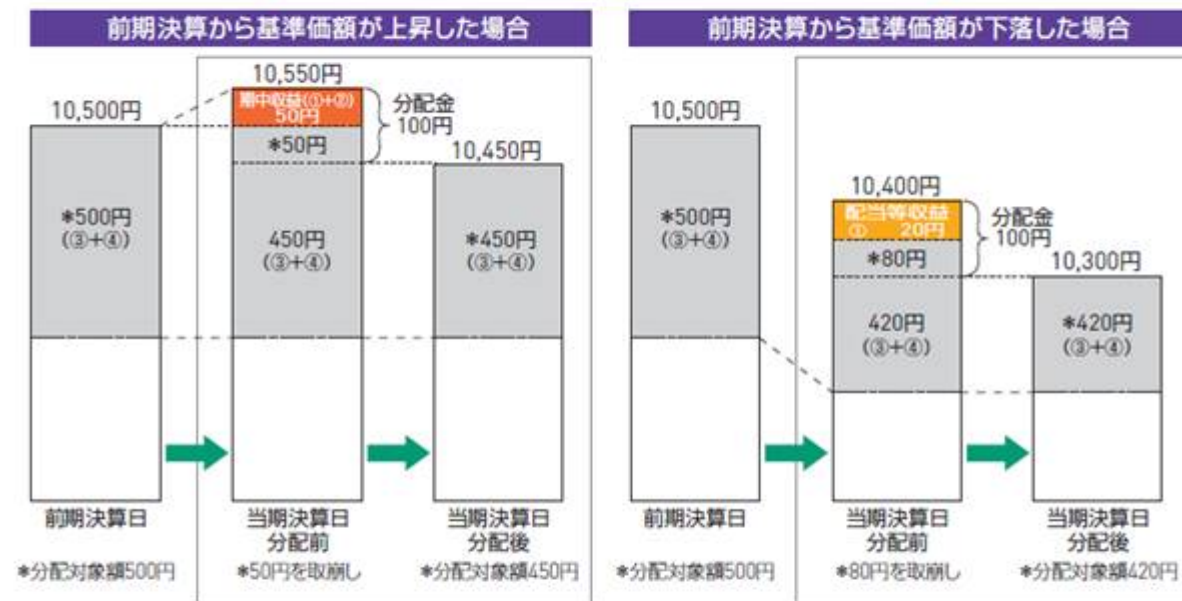 前期決算から基準価額が上昇した場合
10,550円
10,500円
期中収益(①+②)
50円
分配金
100円
*50円
10,450円
*500円
(③+④)
450円
(③+④)
*450円
(③+④)
前期決算日
当期決算日
分配前
当期決算日
分配後
*分配対象額500円
*50円を取崩し
*分配対象額450円
前期決算から基準価額が下落した場合
10,500円
10,400円
配当等収益
① 20円
分配金
100円
*80円
10,300円
*500円
(③+④)
420円
(③+④)
*420円
(③+④)
前期決算日
当期決算日
分配前
当期決算日
分配後
*分配対象額500円
*80円を取崩し
*分配対象額420円